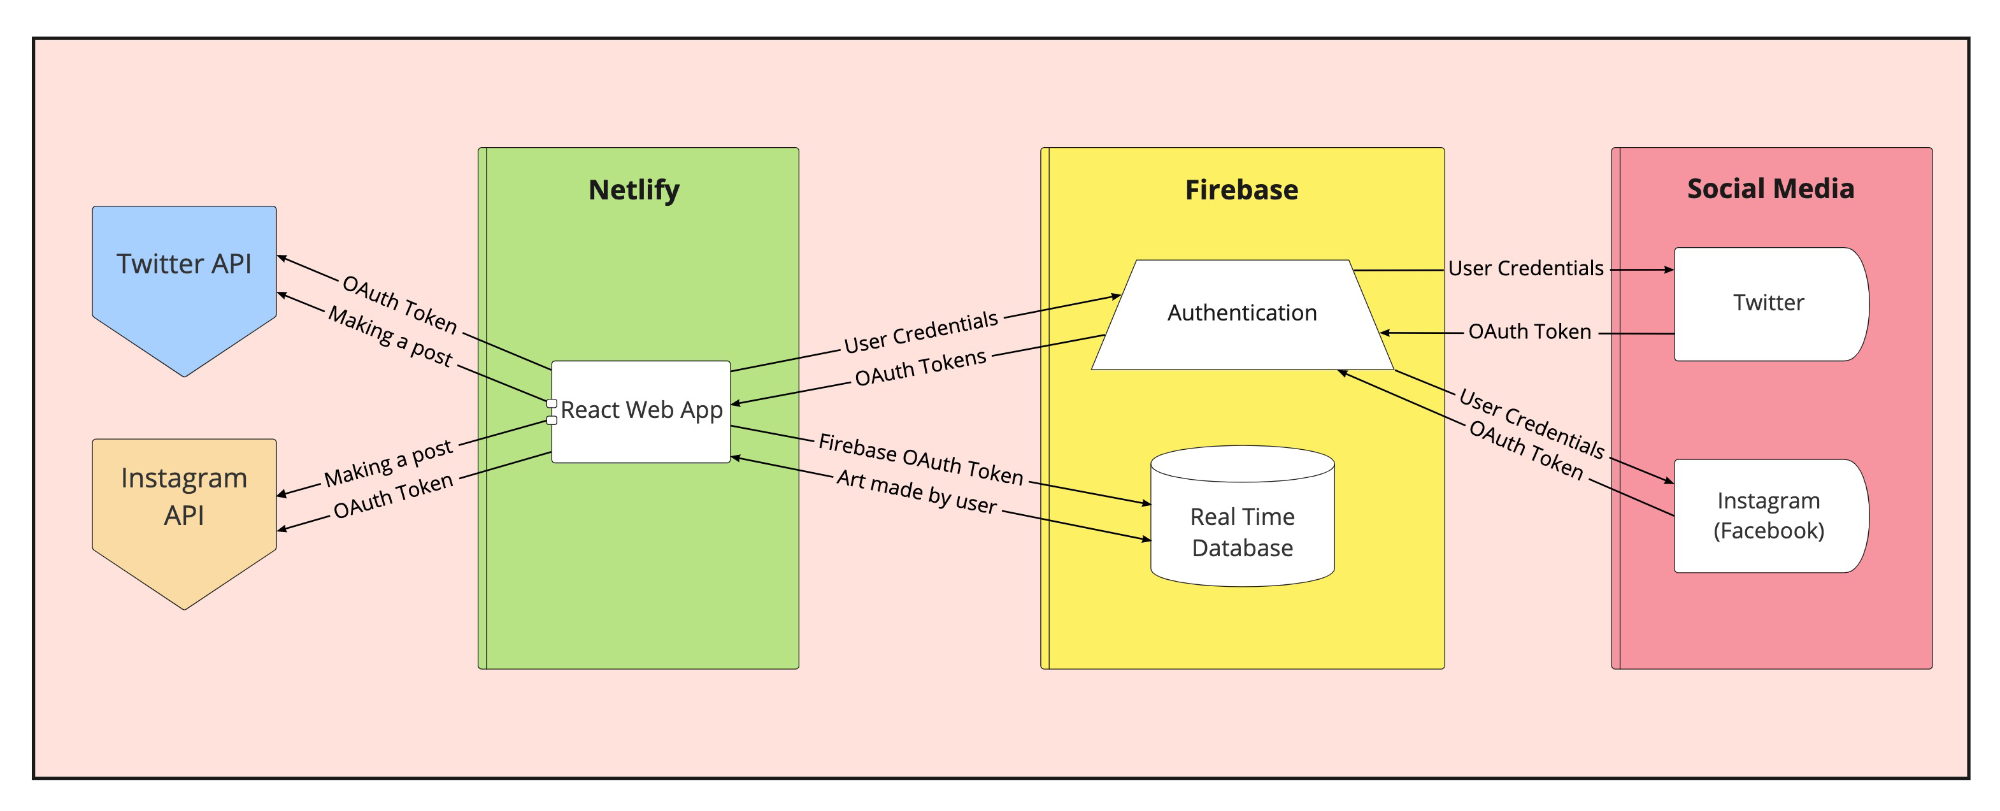 Netlify
Firebase
Social Media
Twitter API
OAuth Token
Making a post
Making a post
OAuth Token
Instagram
API
React Web App
User Credentials
OAuth Tokens
Firebase OAuth Token
Art made by user
Authentication
Real Time
Database
User Credentials
OAuth Token
User Credentials
OAuth Token
Twitter
Instagram
(Facebook)